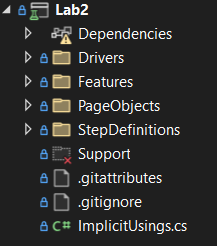 Lab2
Dependencies
Drivers
Features
PageObjects
StepDefinitions
Support
.gitattributes
.gitignore
C# ImplicitUsings.cs